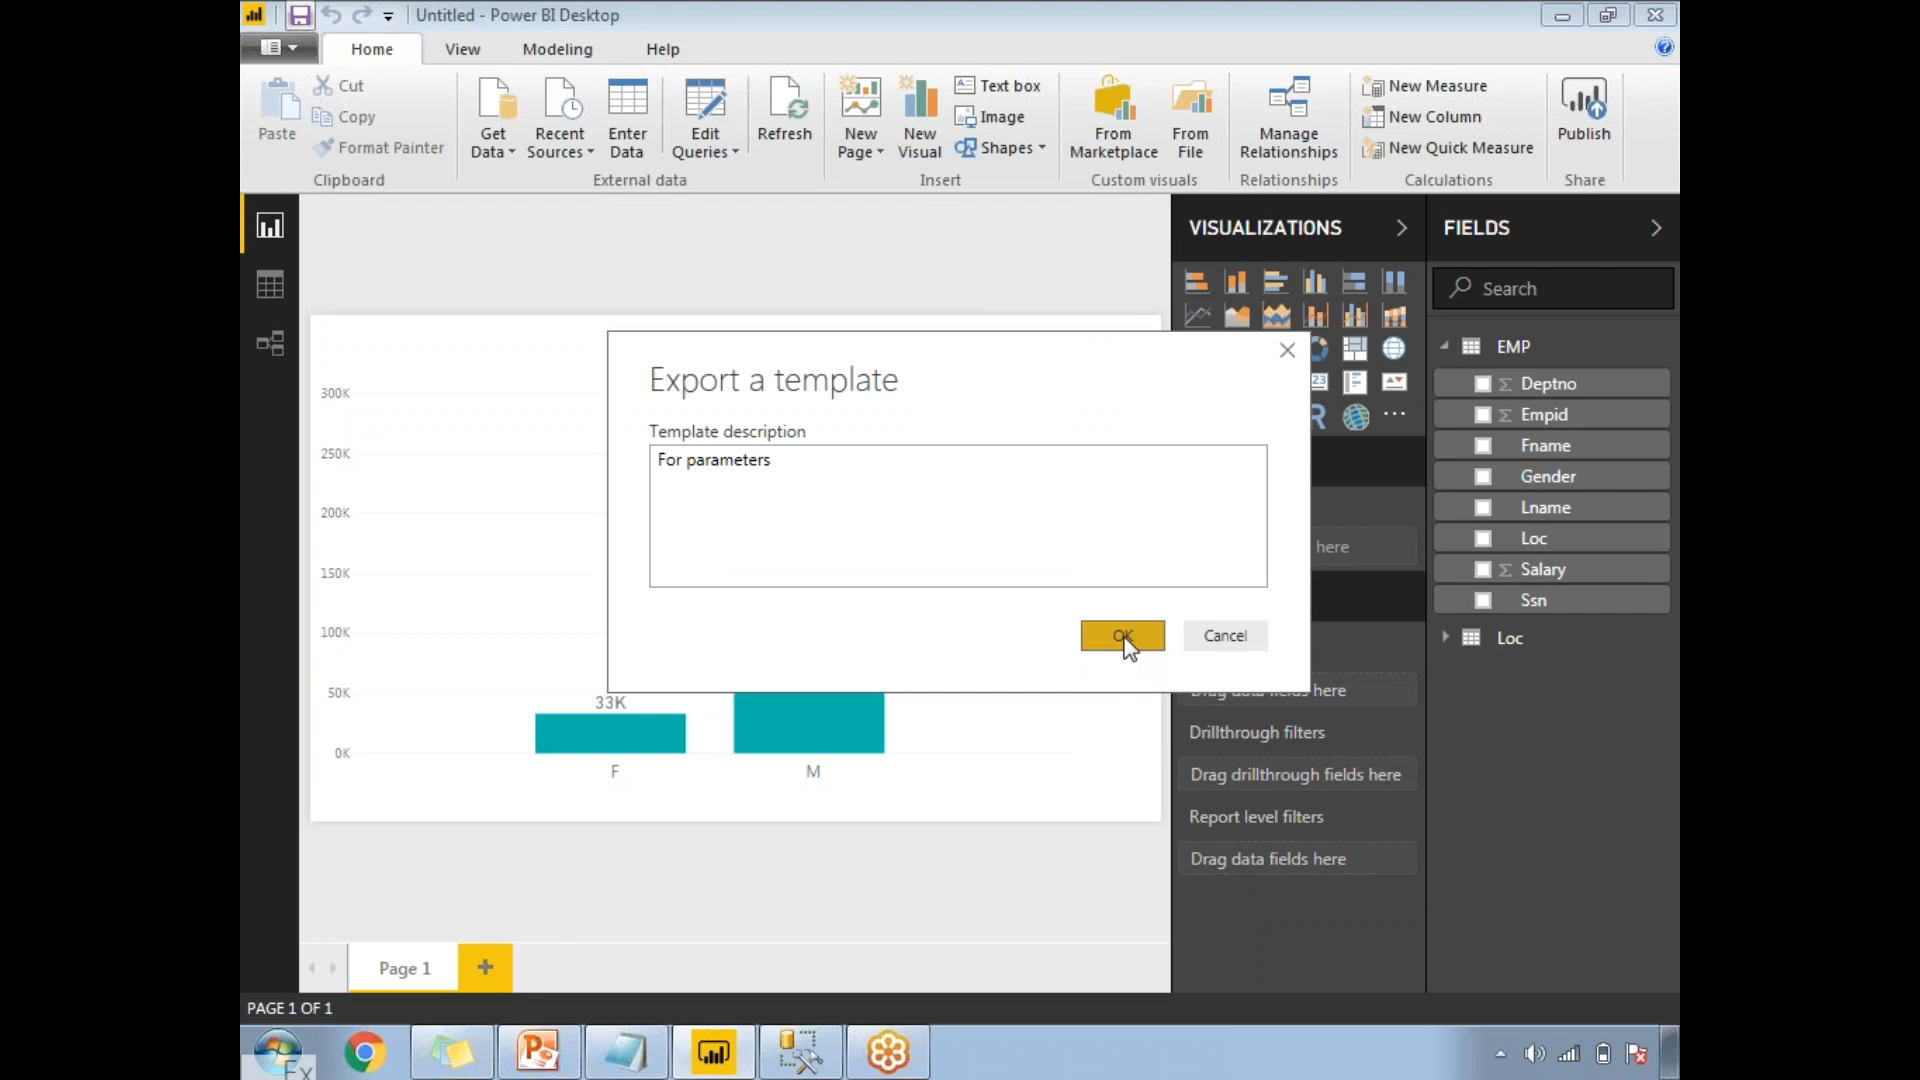 Untitled - Power BI Desktop
Home View Modeling Help
Paste
Cut
Copy
Format Painter
Clipboard
Get Data
Recent Sources
Enter Data
Edit Queries
Refresh
External data
New Page
New Visual
Text box
Image
Shapes
Insert
From Marketplace
From File
Custom visuals
Manage Relationships
Relationships
New Measure
New Column
New Quick Measure
Calculations
Publish
Share
VISUALIZATIONS
FIELDS
Search
EMP
Deptno
Empid
Fname
Gender
Lname
Loc
Salary
Ssn
Loc
Export a template
Template description
For parameters
OK
Cancel
here
Drag data fields here
Drillthrough filters
Drag drillthrough fields here
Report level filters
Drag data fields here
300K
250K
200K
150K
100K
50K
0K
33K
F M
Page 1
PAGE 1 OF 1